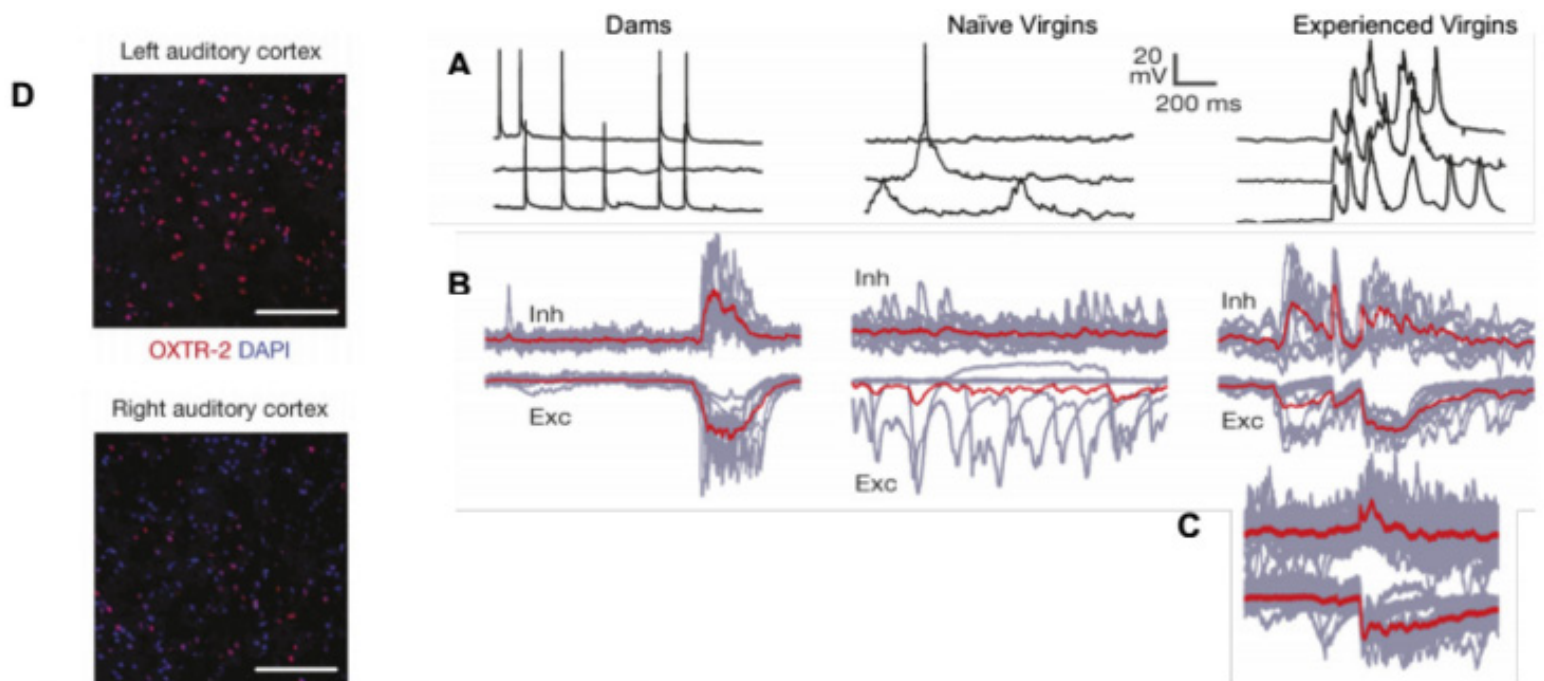 D
Left auditory cortex
OXTR-2 DAPI
Right auditory cortex
Dams
Naïve Virgins
Experienced Virgins
A
20
mV
200 ms
B
Inh
Exc
Inh
Exc
Inh
Exc
C